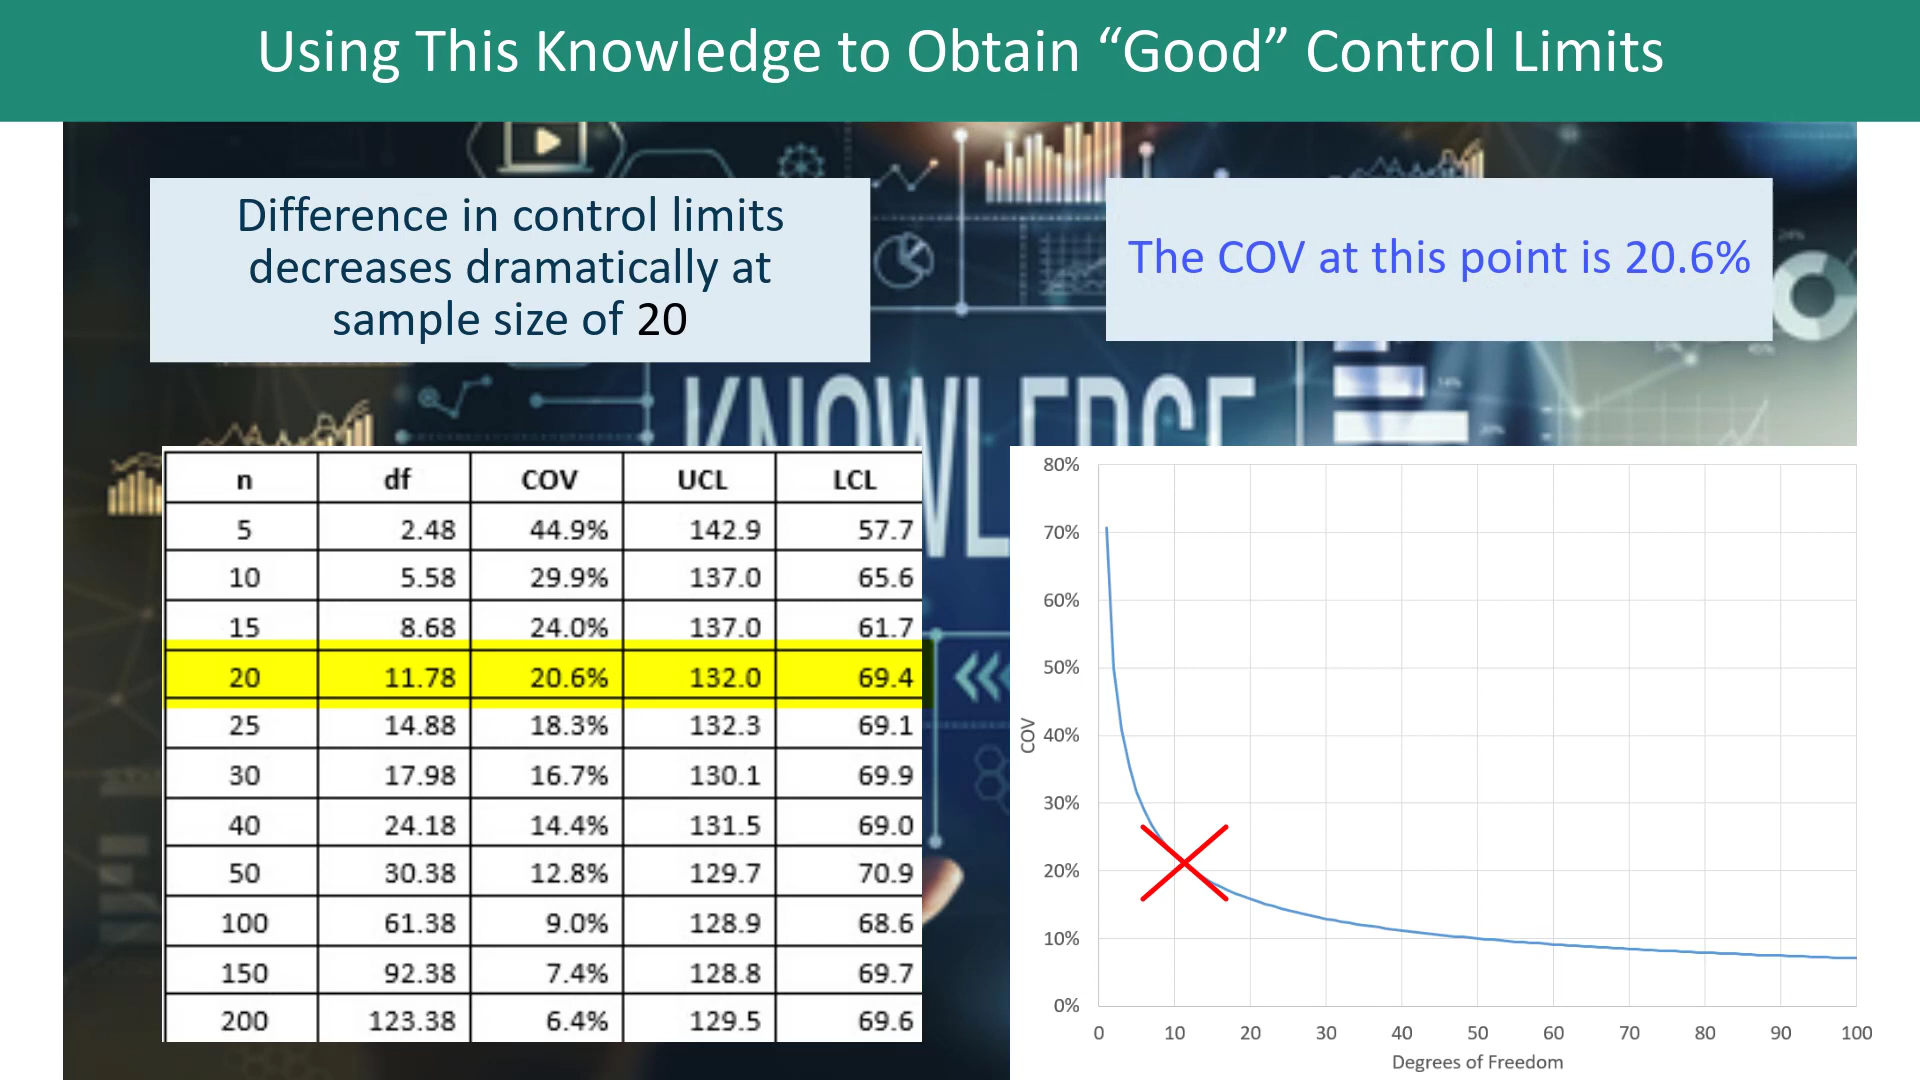 Using This Knowledge to Obtain “Good” Control Limits
Difference in control limits
decreases dramatically at
sample size of 20
The COV at this point is 20.6%
KNOWLEDGE
n df COV UCL LCL
5 2.48 44.9% 142.9 57.7
10 5.58 29.9% 137.0 65.6
15 8.68 24.0% 137.0 61.7
20 11.78 20.6% 132.0 69.4
25 14.88 18.3% 132.3 69.1
30 17.98 16.7% 130.1 69.9
40 24.18 14.4% 131.5 69.0
50 30.38 12.8% 129.7 70.9
100 61.38 9.0% 128.9 68.6
150 92.38 7.4% 128.8 69.7
200 123.38 6.4% 129.5 69.6
80%
70%
60%
50%
40%
30%
20%
10%
0%
COV
0 10 20 30 40 50 60 70 80 90 100
Degrees of Freedom